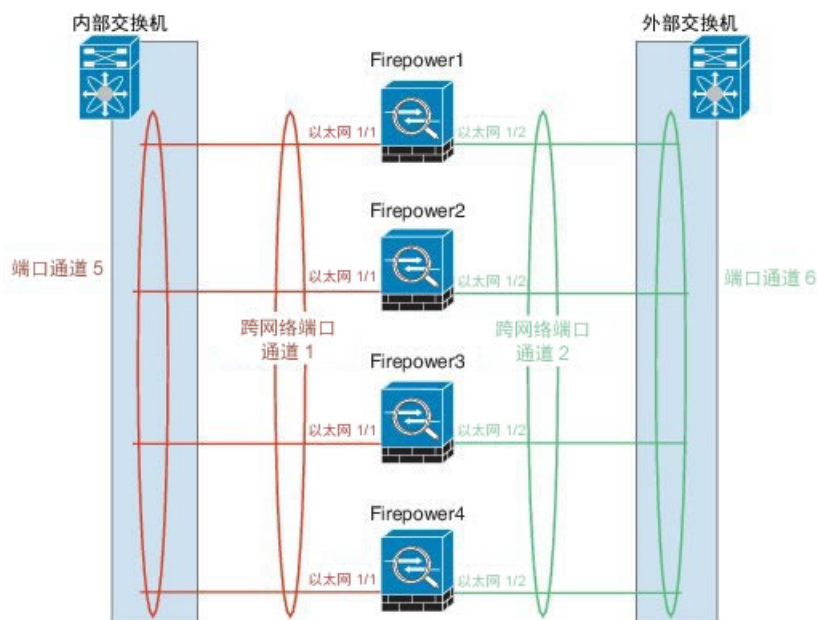 内部交换机
外部交换机
Firepower1
以太网 1/1
以太网 1/2
Firepower2
端口通道 5
以太网 1/1
以太网 1/2
端口通道 6
跨网络端口
通道 1
跨网络端口
通道 2
Firepower3
以太网 1/1
以太网 1/2
Firepower4
以太网 1/1
以太网 1/2